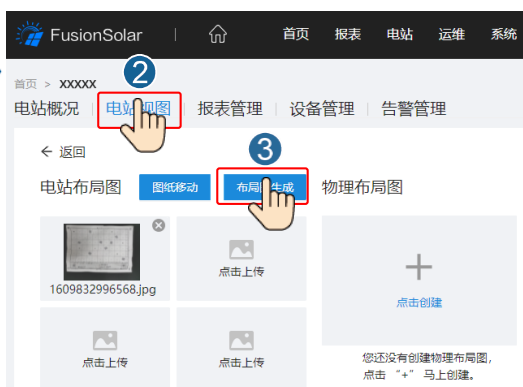 FusionSolar 首页 报表 电站 运维 系统
首页 > XXXXX
2
电站概况 电站视图 报表管理 设备管理 告警管理
← 返回
3
电站布局图 图纸移动 布局图生成 物理布局图
点击上传
1609832996568.jpg
点击创建
点击上传 点击上传
您还没有创建物理布局图，
点击 “+” 马上创建。